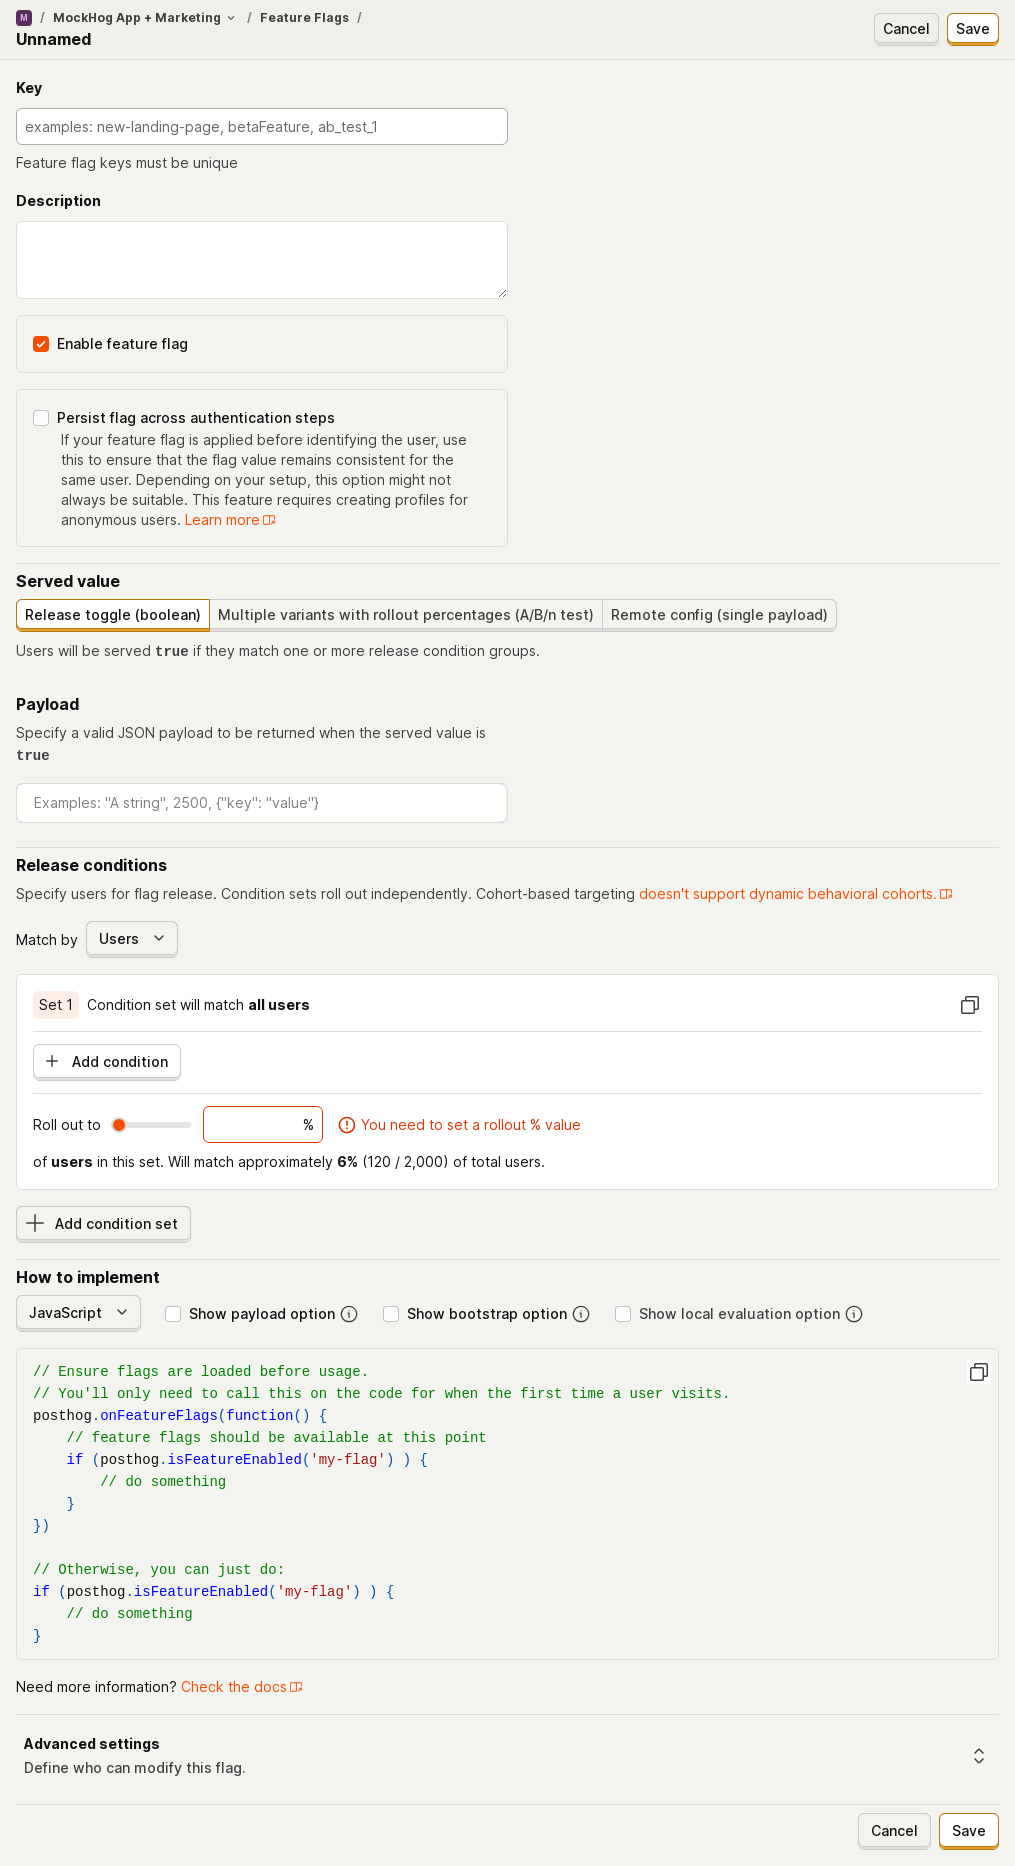 M / MockHog App + Marketing / Feature Flags /
Unnamed
Cancel
Save
Key
examples: new-landing-page, betaFeature, ab_test_1
Feature flag keys must be unique
Description
Enable feature flag
Persist flag across authentication steps
If your feature flag is applied before identifying the user, use
this to ensure that the flag value remains consistent for the
same user. Depending on your setup, this option might not
always be suitable. This feature requires creating profiles for
anonymous users. Learn more
Served value
Release toggle (boolean)
Multiple variants with rollout percentages (A/B/n test)
Remote config (single payload)
Users will be served true if they match one or more release condition groups.
Payload
Specify a valid JSON payload to be returned when the served value is
true
Examples: "A string", 2500, {"key": "value"}
Release conditions
Specify users for flag release. Condition sets roll out independently. Cohort-based targeting doesn't support dynamic behavioral cohorts.
Match by Users
Set 1 Condition set will match all users
Add condition
Roll out to % You need to set a rollout % value
of users in this set. Will match approximately 6% (120 / 2,000) of total users.
Add condition set
How to implement
JavaScript Show payload option Show bootstrap option Show local evaluation option
// Ensure flags are loaded before usage.
// You'll only need to call this on the code for when the first time a user visits.
posthog.onFeatureFlags(function() {
    // feature flags should be available at this point
    if (posthog.isFeatureEnabled('my-flag') ) {
        // do something
    }
})
// Otherwise, you can just do:
if (posthog.isFeatureEnabled('my-flag') ) {
    // do something
}
Need more information? Check the docs
Advanced settings
Define who can modify this flag.
Cancel
Save